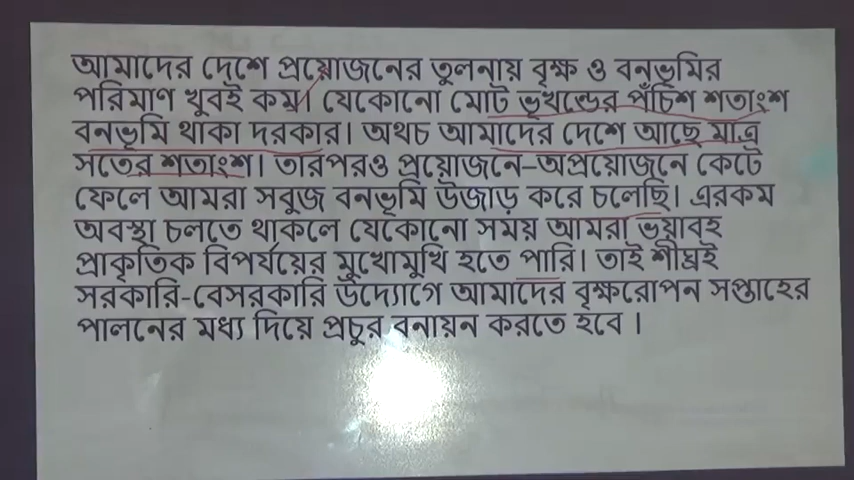 আমাদের দেশে প্রয়োজনের তুলনায় বৃক্ষ ও বনভূমির
পরিমাণ খুবই কম। যেকোনো মোট ভূখন্ডের পঁচিশ শতাংশ
বনভূমি থাকা দরকার। অথচ আমাদের দেশে আছে মাত্র
সতের শতাংশ। তারপরও প্রয়োজনে-অপ্রয়োজনে কেটে
ফেলে আমরা সবুজ বনভূমি উজাড় করে চলেছি। এরকম
অবস্থা চলতে থাকলে যেকোনো সময় আমরা ভয়াবহ
প্রাকৃতিক বিপর্যয়ের মুখোমুখি হতে পারি। তাই শীঘ্রই
সরকারি-বেসরকারি উদ্যোগে আমাদের বৃক্ষরোপন সপ্তাহের
পালনের মধ্য দিয়ে প্রচুর বনায়ন করতে হবে ।